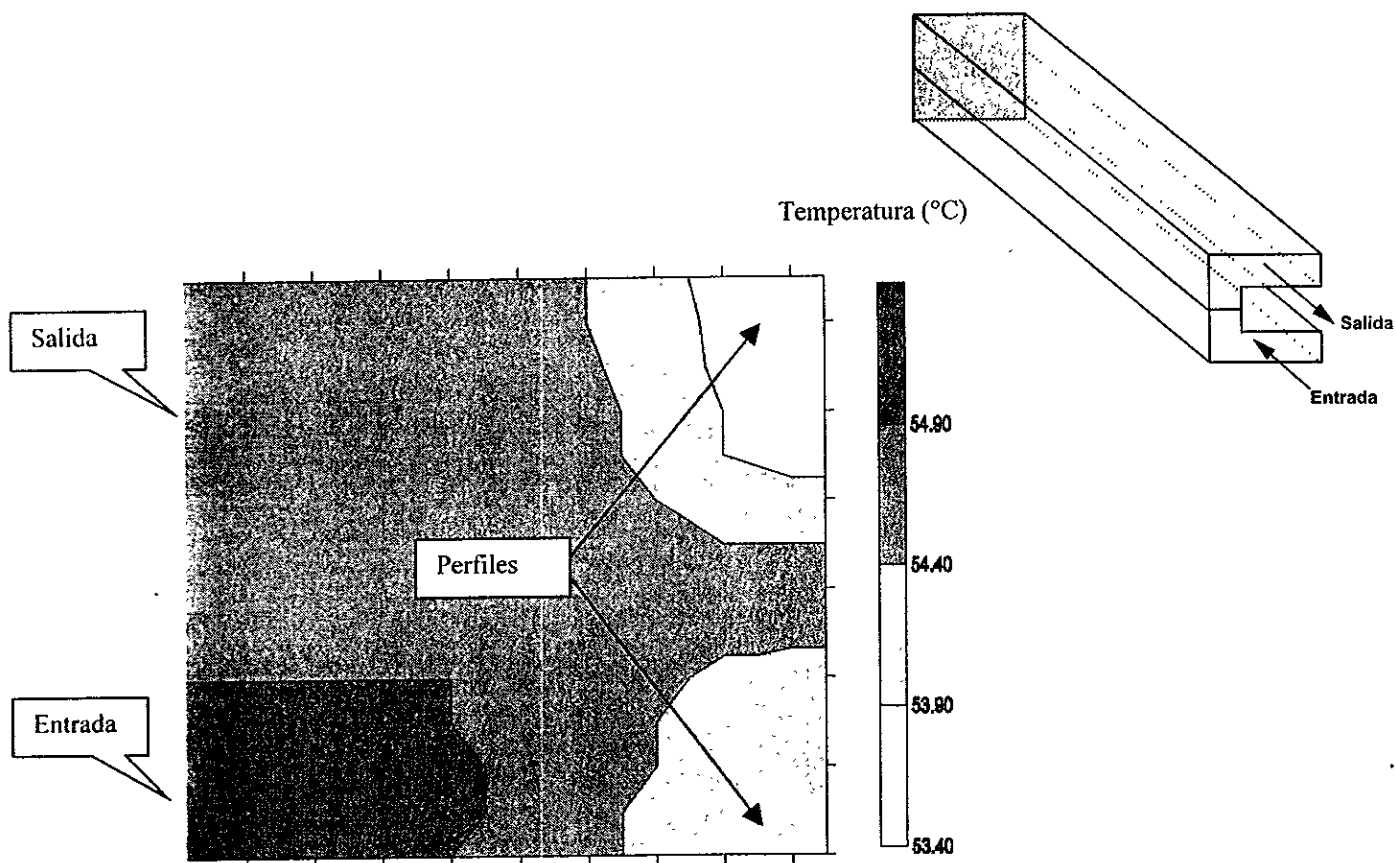 Temperatura (°C)
Salida
Entrada
Salida
54.90
Perfiles
54.40
53.90
Entrada
53.40